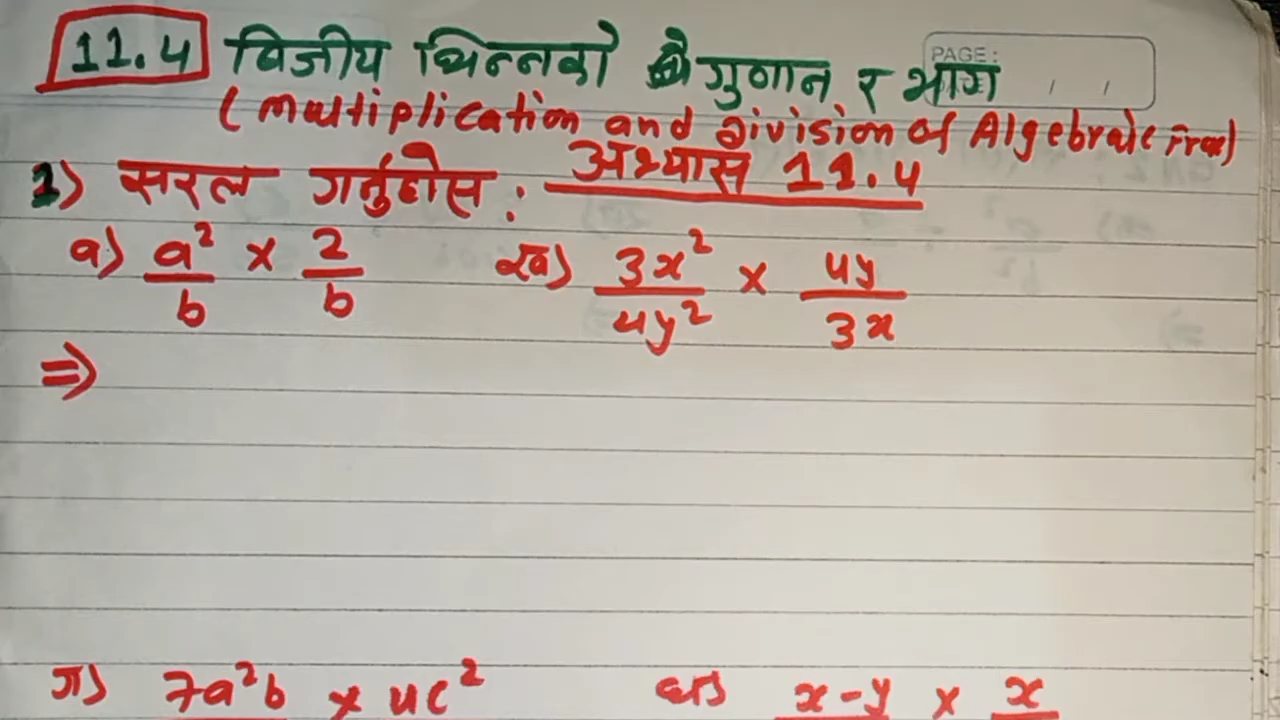 11.4 विजीय भिन्नको गुणान र भाग
PAGE:
(Multiplication and Division of Algebraic Frac)
1) सरल गर्नुहोस : अभ्यास 11.4
a) a²/b × 2/b ख) 3x²/4y² × 4y/3x
⇒
ग) 7a²b × 4c² घ) x-y × x